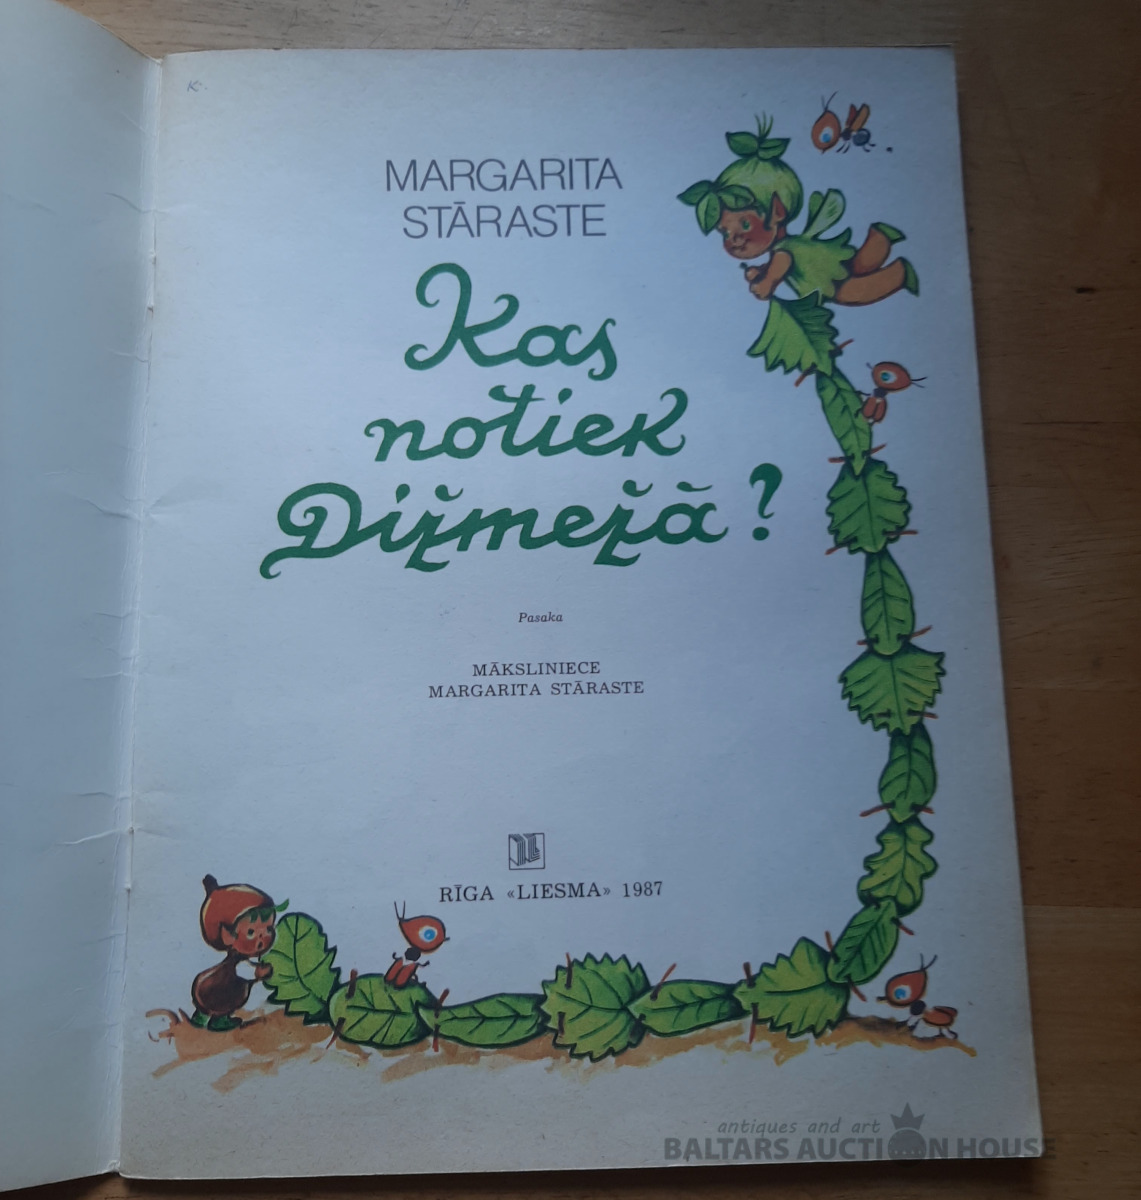 K.
MARGARITA
STĀRASTE
Kas
notiek
Dižmežā?
Pasaka
MĀKSLINIECE
MARGARITA STĀRASTE
RĪGA «LIESMA» 1987
antiques and art
BALTARS AUCTION HOUSE